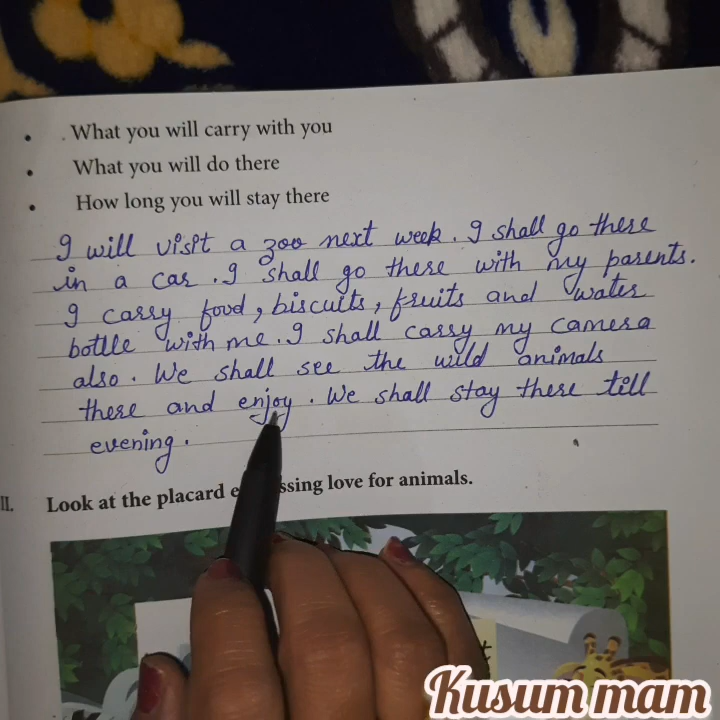 • What you will carry with you
• What you will do there
• How long you will stay there
I will visit a zoo next week. I shall go there
in a car. I shall go there with my parents.
I carry food, biscuits, fruits and water
bottle with me. I shall carry my camera
also. We shall see the wild animals
there and enjoy. We shall stay there till
evening.
II. Look at the placard e ssing love for animals.
Kusum mam